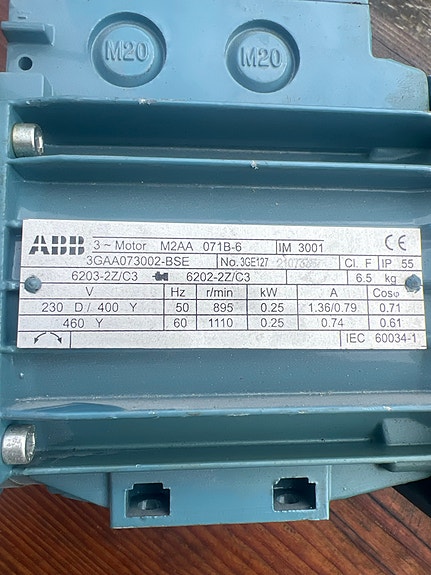 M20 M20
ABB 3~Motor M2AA 071B-6 IM 3001 CE
3GAA073002-BSE No. 3GE127 Cl. F IP 55
6203-2Z/C3 6202-2Z/C3 6.5 kg
V Hz r/min kW A Cosφ
230 D/ 400 Y 50 895 0.25 1.36/0.79 0.71
460 Y 60 1110 0.25 0.74 0.61
IEC 60034-1